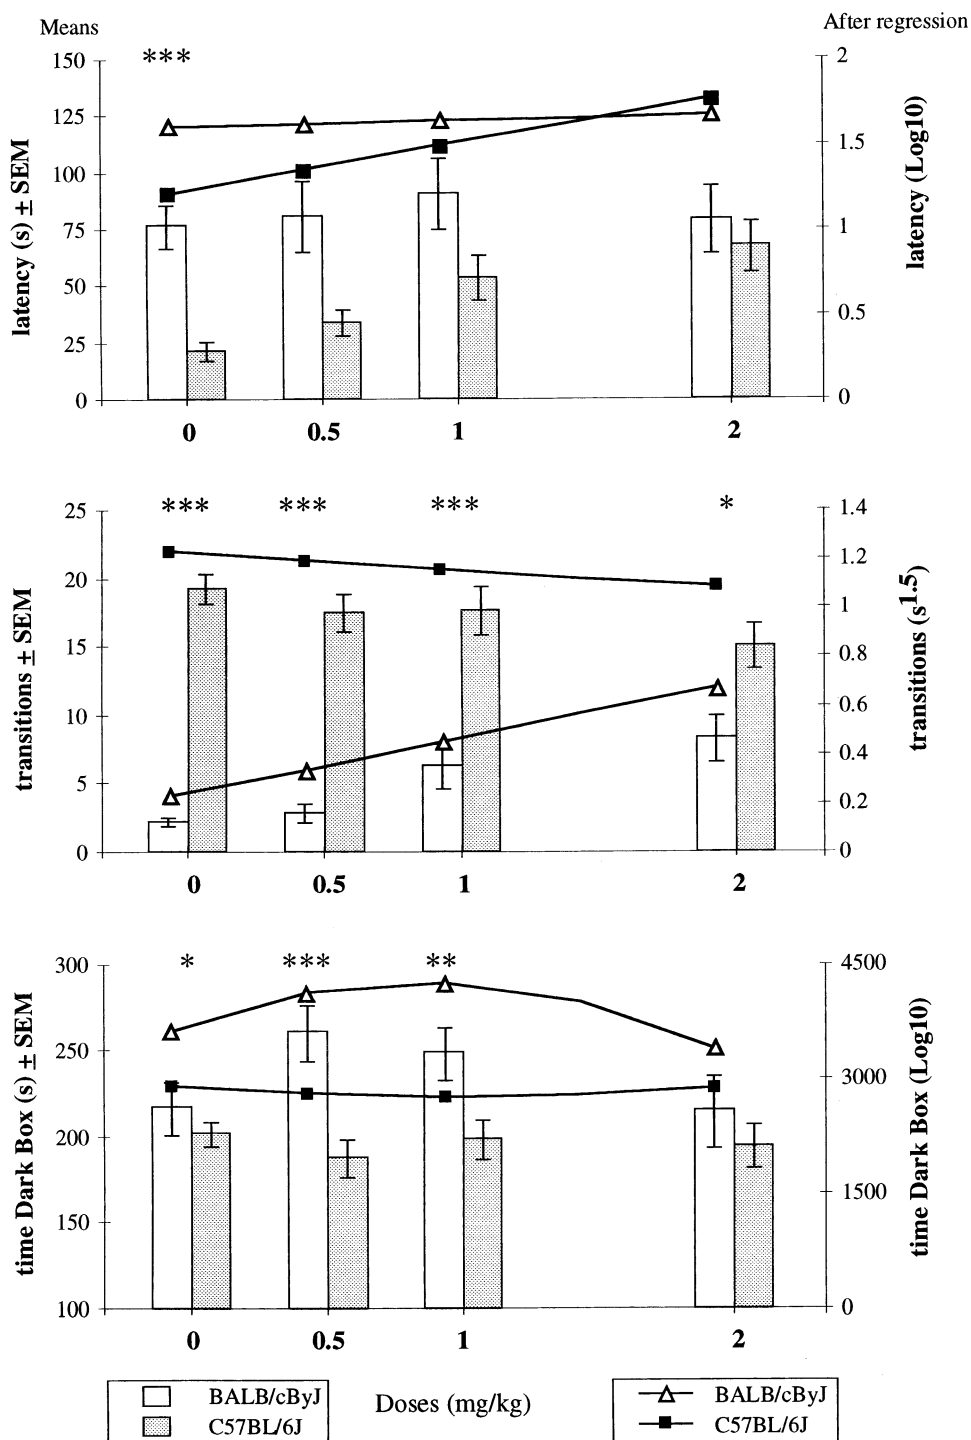 Means
After regression
***
150
125
100
75
50
25
0
latency (s) ± SEM
2
1.5
1
0.5
0
latency (Log10)
0 0.5 1 2
*** *** *** *
25
20
15
10
5
0
transitions ± SEM
1.4
1.2
1
0.8
0.6
0.4
0.2
0
transitions (s1.5)
0 0.5 1 2
* *** **
300
250
200
150
100
time Dark Box (s) ± SEM
4500
3000
1500
0
time Dark Box (Log10)
0 0.5 1 2
BALB/cByJ
C57BL/6J
Doses (mg/kg)
BALB/cByJ
C57BL/6J